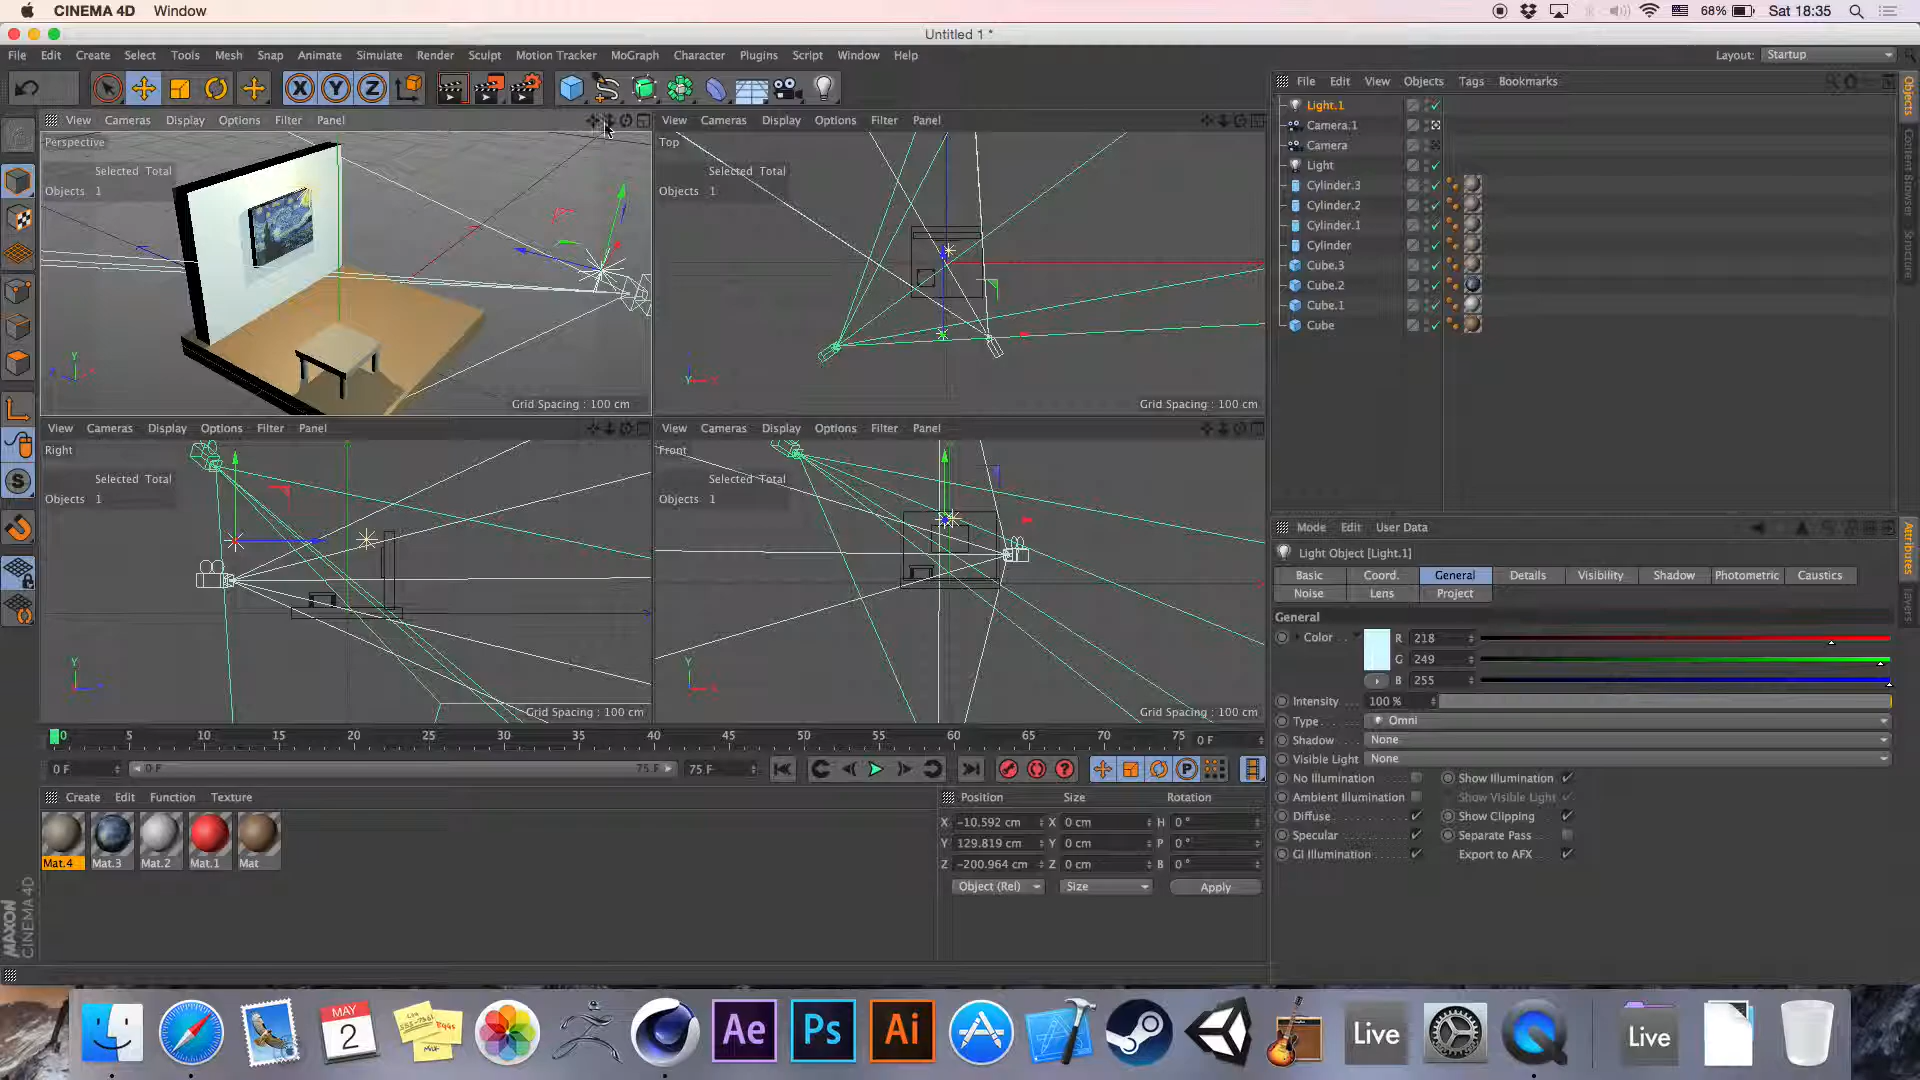 CINEMA 4D Window
68% Sat 18:35
Untitled 1 *
File Edit Create Select Tools Mesh Snap Animate Simulate Render Sculpt Motion Tracker MoGraph Character Plugins Script Window Help
Layout: Startup
X Y Z
File Edit View Objects Tags Bookmarks
Light.1
Camera.1
Camera
Light
Cylinder.3
Cylinder.2
Cylinder.1
Cylinder
Cube.3
Cube.2
Cube.1
Cube
Objects
Content Browser
Structure
View Cameras Display Options Filter Panel
Perspective
Selected Total
Objects 1
Grid Spacing : 100 cm
View Cameras Display Options Filter Panel
Top
Selected Total
Objects 1
Grid Spacing : 100 cm
View Cameras Display Options Filter Panel
Right
Selected Total
Objects 1
Grid Spacing : 100 cm
View Cameras Display Options Filter Panel
Front
Selected Total
Objects 1
Grid Spacing : 100 cm
Mode Edit User Data
Light Object [Light.1]
Basic Coord. General Details Visibility Shadow Photometric Caustics
Noise Lens Project
General
Color R 218
G 249
B 255
Intensity 100 %
Type Omni
Shadow None
Visible Light None
No Illumination Show Illumination
Ambient Illumination Show Visible Light
Diffuse Show Clipping
Specular Separate Pass
GI Illumination Export to AFX
Attributes
Layers
0 5 10 15 20 25 30 35 40 45 50 55 60 65 70 75 0 F
0 F 0 F 75 F 75 F
Create Edit Function Texture
Mat.4 Mat.3 Mat.2 Mat.1 Mat
Position Size Rotation
X -10.592 cm X 0 cm H 0 °
Y 129.819 cm Y 0 cm P 0 °
Z -200.964 cm Z 0 cm B 0 °
Object (Rel) Size Apply
MAXON
CINEMA 4D
MAY
2
Ae
Ps
Ai
Live
Live